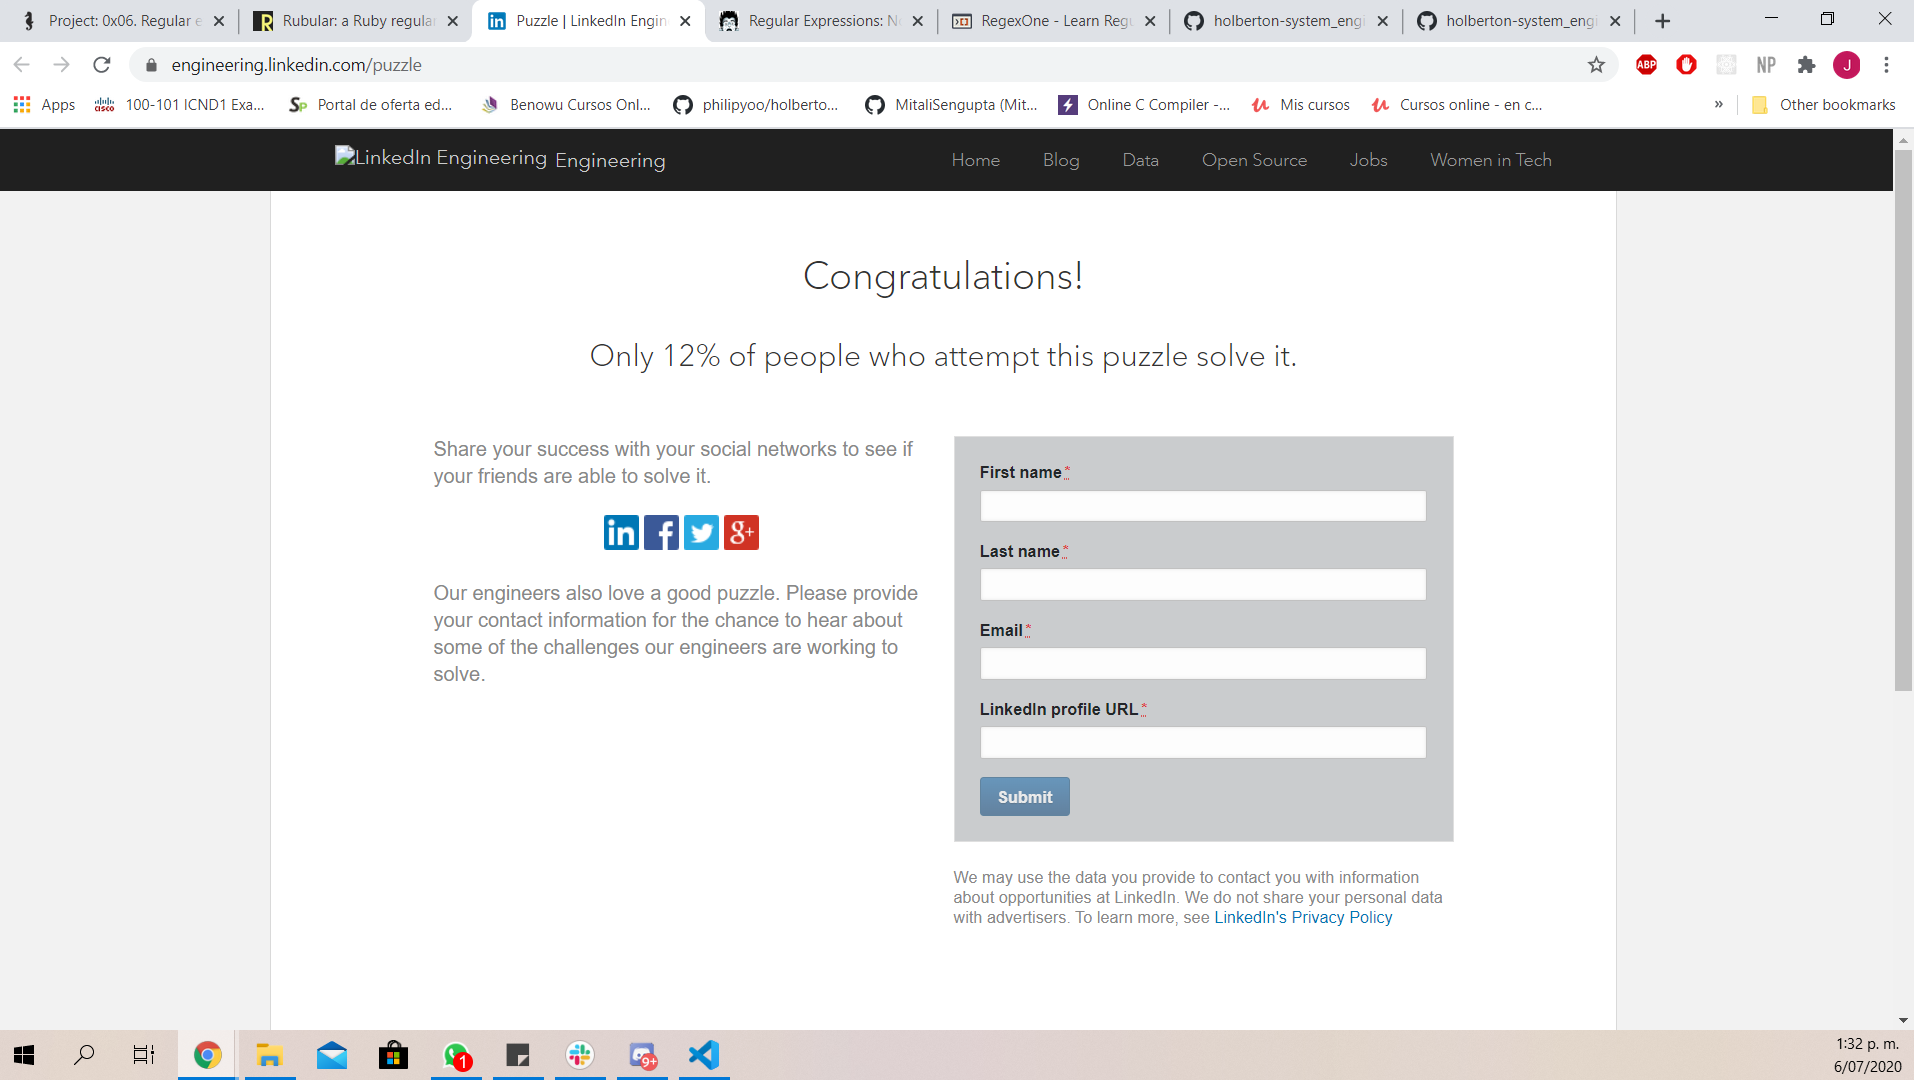 Project: 0x06. Regular e
Rubular: a Ruby regular
Puzzle | LinkedIn Engin
Regular Expressions: N
RegexOne - Learn Regu
holberton-system_engi
holberton-system_engi
engineering.linkedin.com/puzzle
ABP
NP
J
Apps
cisco
100-101 ICND1 Exa...
Sp
Portal de oferta ed...
Benowu Cursos Onl...
philipyoo/holberto...
MitaliSengupta (Mit...
Online C Compiler -...
Mis cursos
Cursos online - en c...
»
Other bookmarks
LinkedIn Engineering Engineering
Home
Blog
Data
Open Source
Jobs
Women in Tech
Congratulations!
Only 12% of people who attempt this puzzle solve it.
Share your success with your social networks to see if
your friends are able to solve it.
in f g+
Our engineers also love a good puzzle. Please provide
your contact information for the chance to hear about
some of the challenges our engineers are working to
solve.
First name*
Last name*
Email*
LinkedIn profile URL*
Submit
We may use the data you provide to contact you with information
about opportunities at LinkedIn. We do not share your personal data
with advertisers. To learn more, see LinkedIn's Privacy Policy
1
9+
1:32 p. m.
6/07/2020